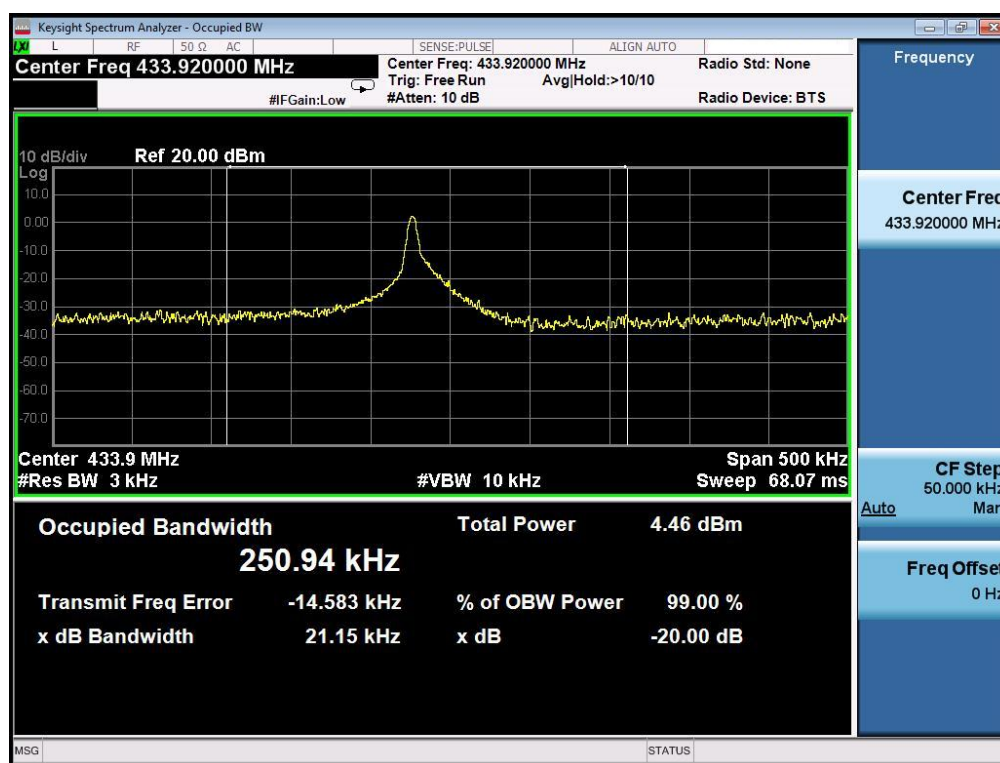 Keysight Spectrum Analyzer - Occupied BW
LXI L RF 50 Ω AC SENSE:PULSE ALIGN AUTO
Center Freq 433.920000 MHz
Center Freq: 433.920000 MHz Radio Std: None
Trig: Free Run Avg|Hold:>10/10
#IFGain:Low #Atten: 10 dB Radio Device: BTS
10 dB/div Ref 20.00 dBm
Log
10.0
0.00
-10.0
-20.0
-30.0
-40.0
-50.0
-60.0
-70.0
Center 433.9 MHz Span 500 kHz
#Res BW 3 kHz #VBW 10 kHz Sweep 68.07 ms
Occupied Bandwidth Total Power 4.46 dBm
250.94 kHz
Transmit Freq Error -14.583 kHz % of OBW Power 99.00 %
x dB Bandwidth 21.15 kHz x dB -20.00 dB
MSG STATUS
Frequency
Center Freq
433.920000 MHz
CF Step
50.000 kHz
Auto Man
Freq Offset
0 Hz